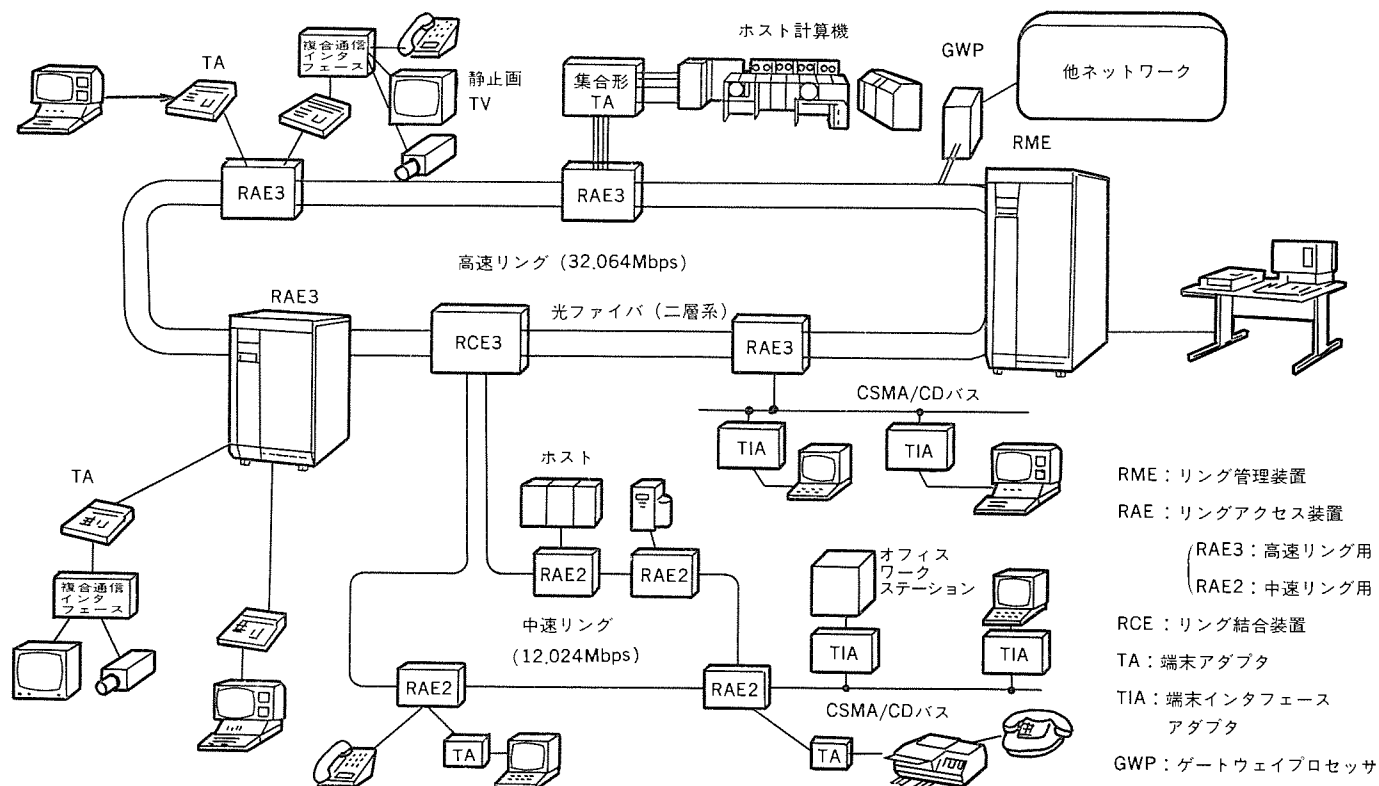 ホスト計算機
GWP
他ネットワーク
TA
複合通信
インタ
フェース
静止画
TV
集合形
TA
RME
RAE3
RAE3
高速リング (32.064Mbps)
RAE3
光ファイバ (二層系)
RCE3
RAE3
CSMA/CDバス
TIA
TIA
TA
ホスト
複合通信
インタ
フェース
RAE2
RAE2
オフィス
ワーク
ステーション
中速リング
(12,024Mbps)
TIA
TIA
RAE2
RAE2
CSMA/CDバス
TA
TA
RME：リング管理装置
RAE：リングアクセス装置
RAE3：高速リング用
RAE2：中速リング用
RCE：リング結合装置
TA：端末アダプタ
TIA：端末インタフェース
アダプタ
GWP：ゲートウェイプロセッサ